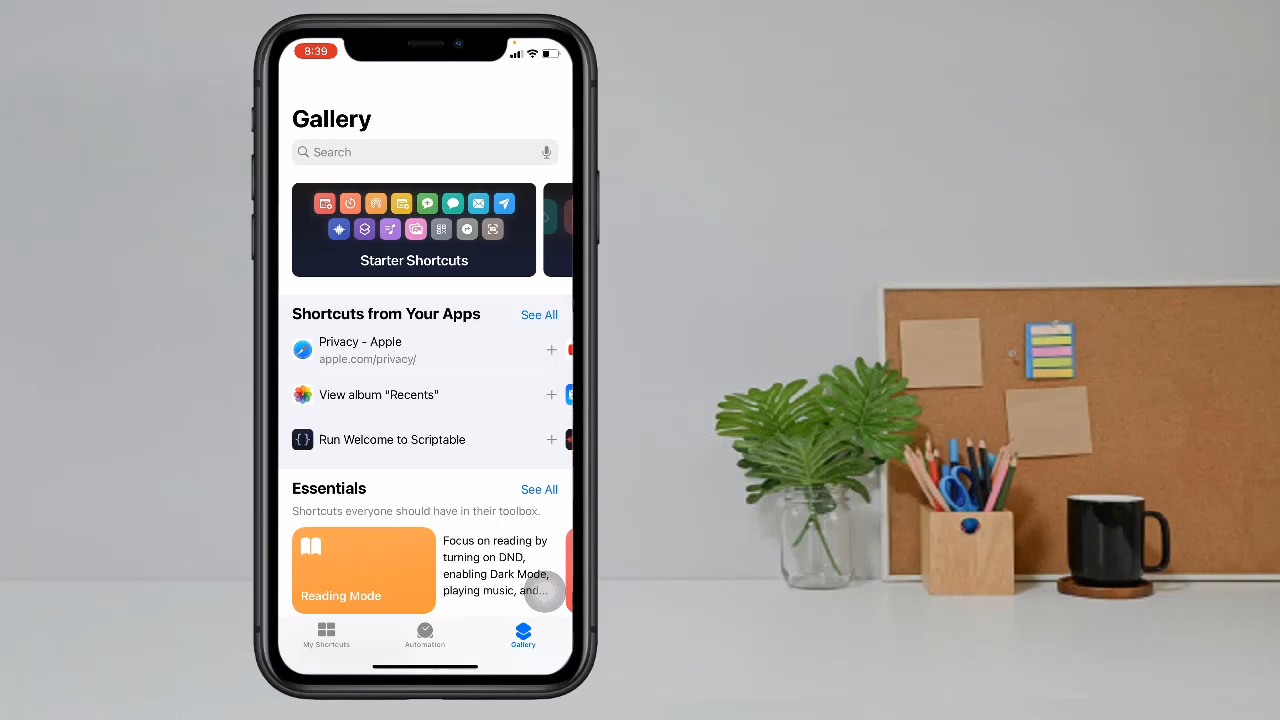 8:39
Gallery
Search
Starter Shortcuts
Shortcuts from Your Apps See All
Privacy - Apple
apple.com/privacy/
View album "Recents"
Run Welcome to Scriptable
Essentials See All
Shortcuts everyone should have in their toolbox.
Focus on reading by
turning on DND,
enabling Dark Mode,
playing music, and...
Reading Mode
My Shortcuts Automation Gallery